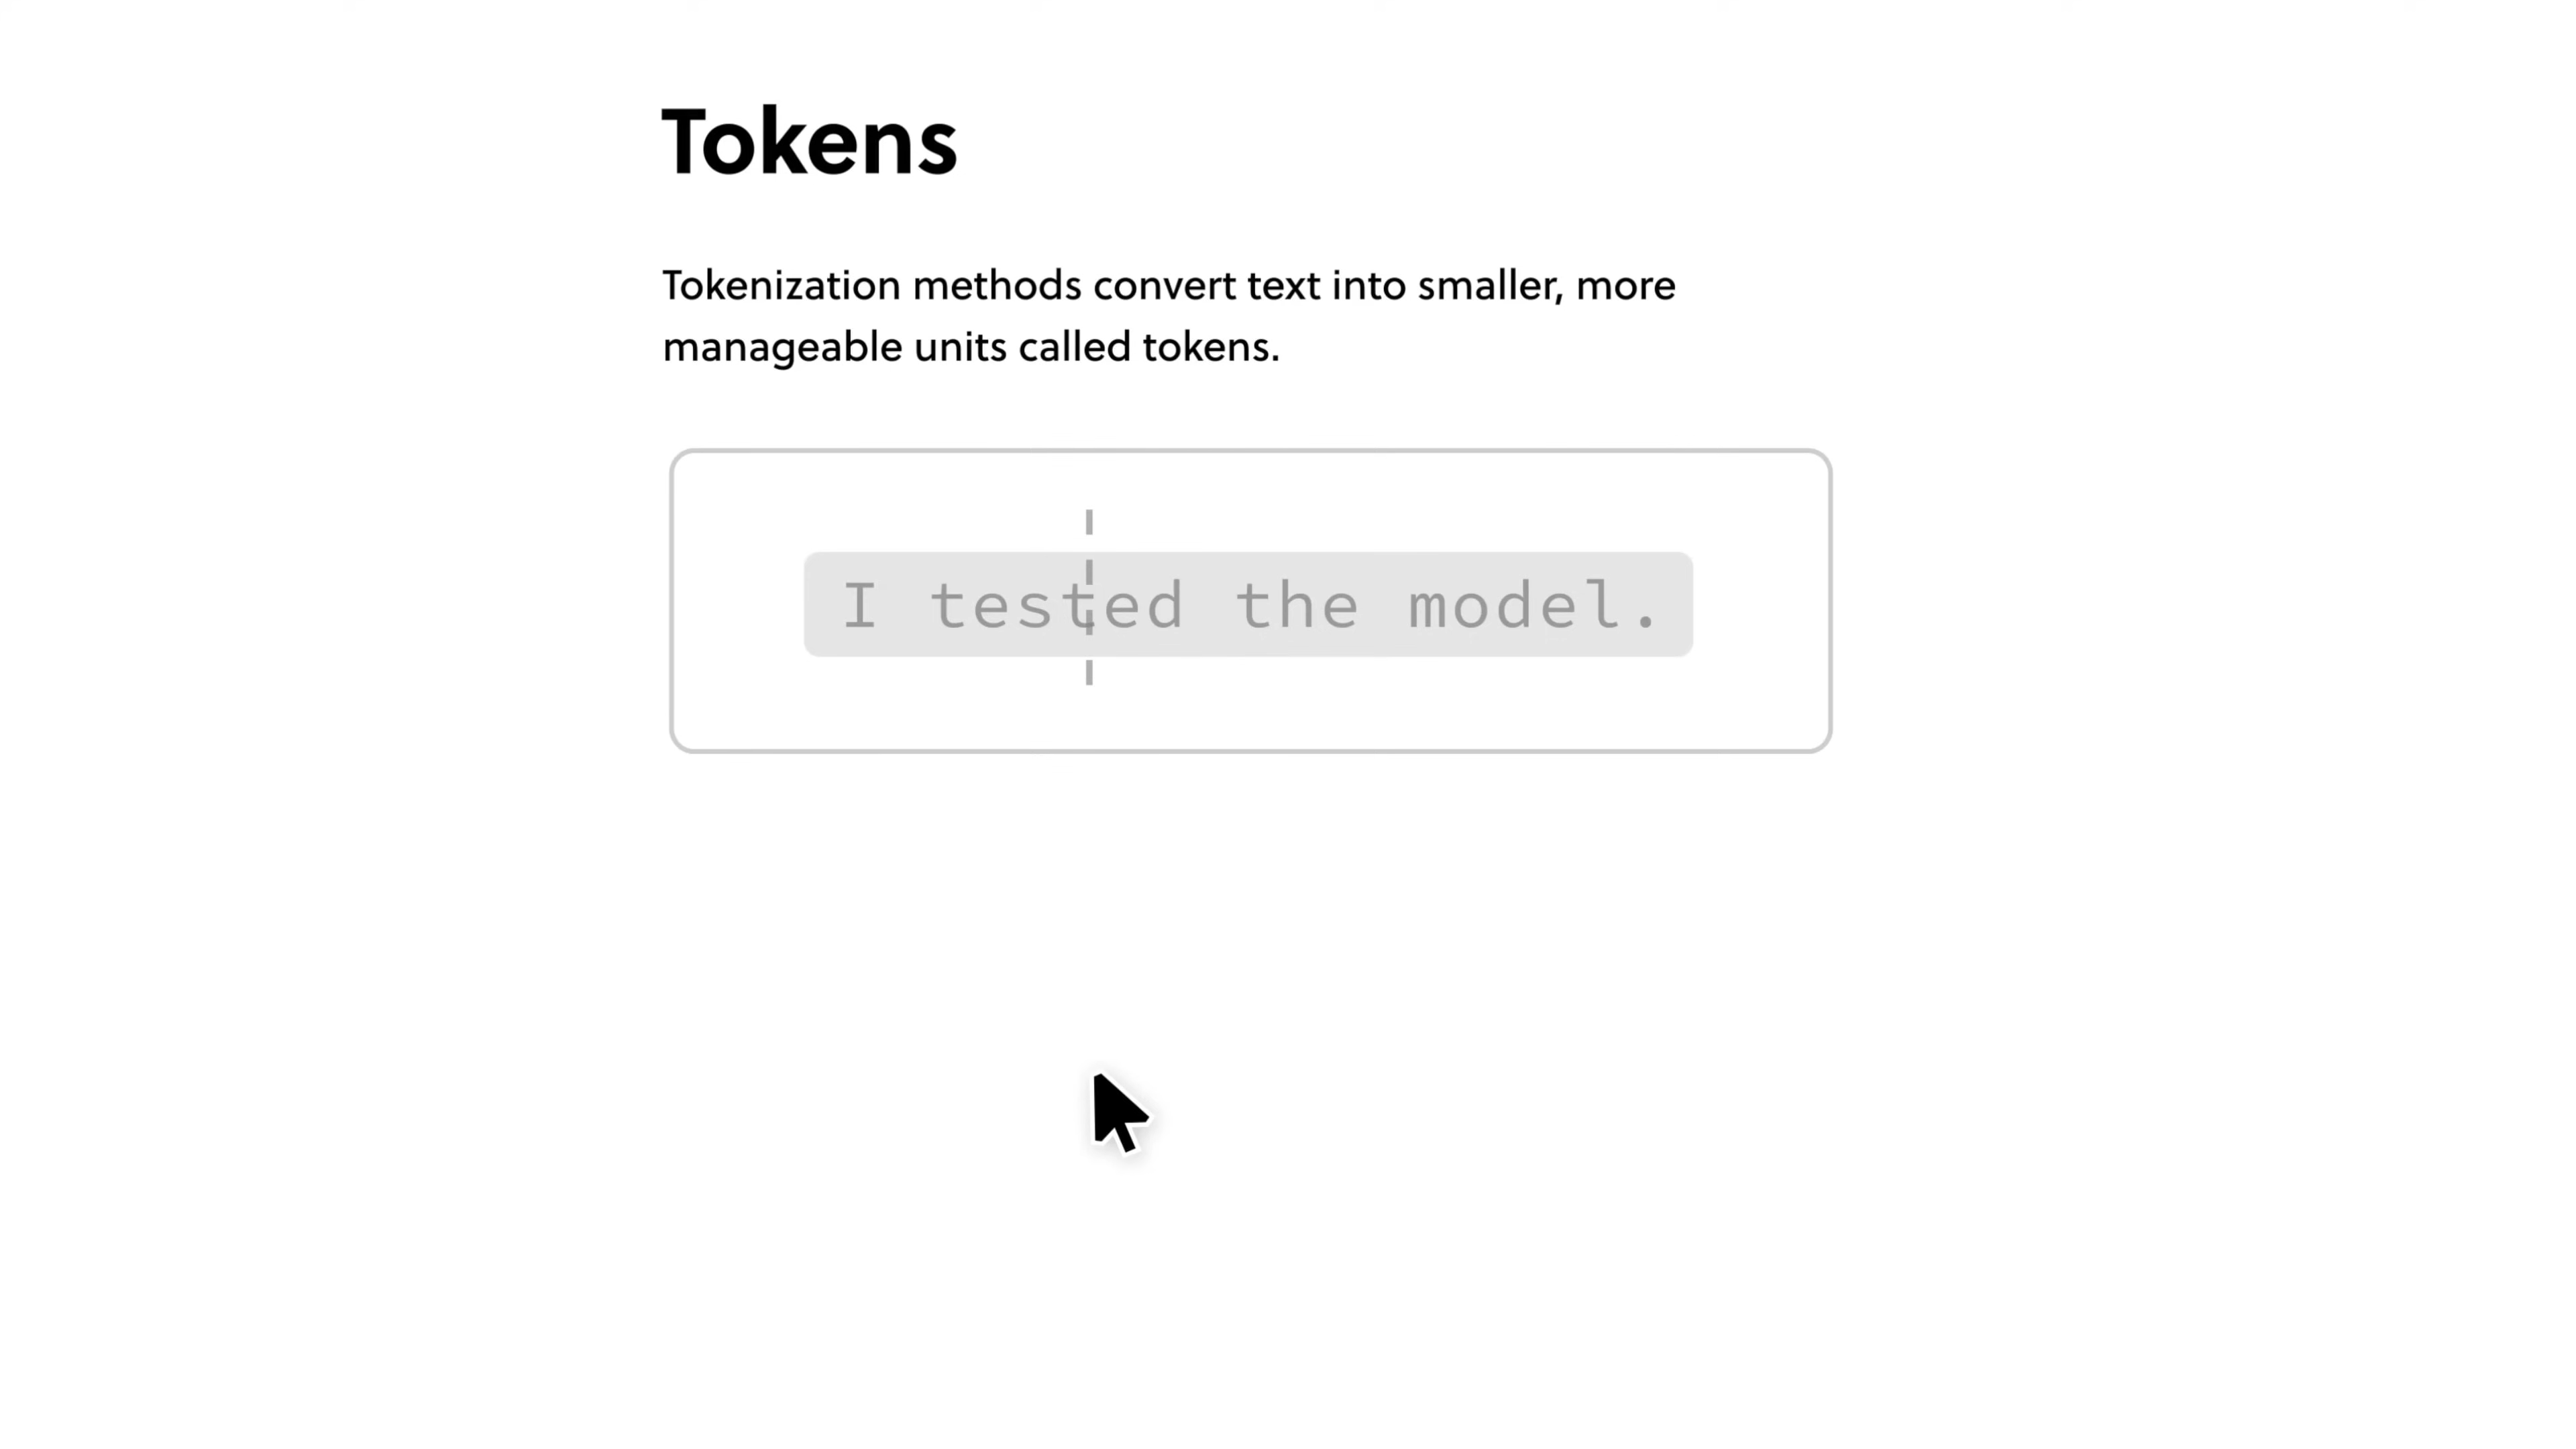 Tokens
Tokenization methods convert text into smaller, more
manageable units called tokens.
I tested the model.